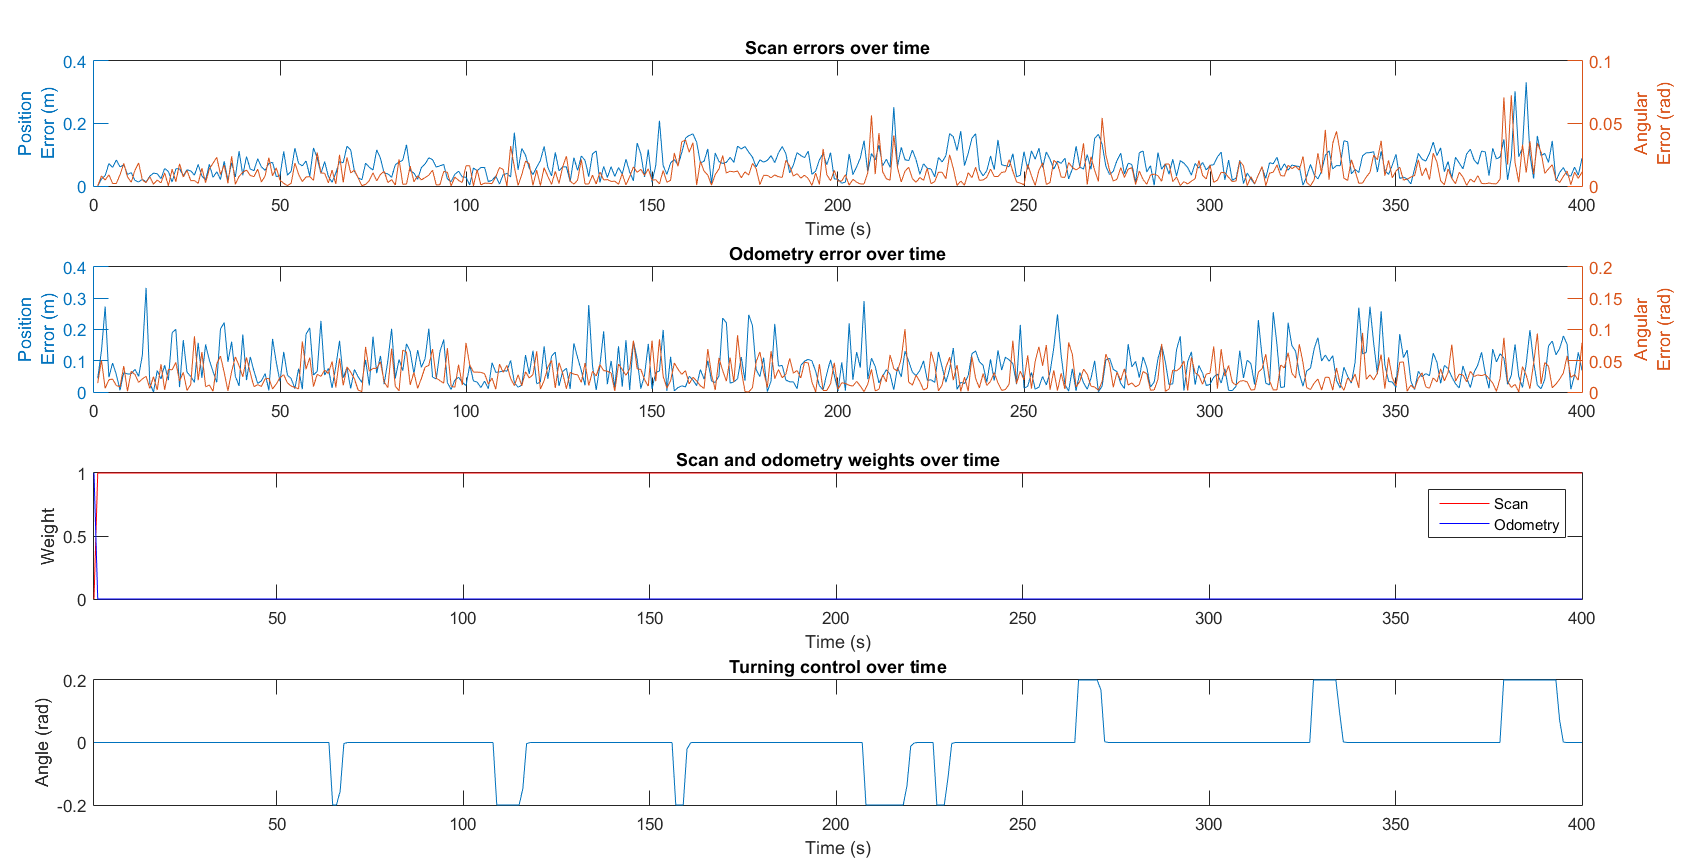 Scan errors over time
Position
Error (m)
0.4
0.2
0
0.1
0.05
0
Angular
Error (rad)
0 50 100 150 200 250 300 350 400
Time (s)
Odometry error over time
Position
Error (m)
0.4
0.3
0.2
0.1
0
0.2
0.15
0.1
0.05
0
Angular
Error (rad)
0 50 100 150 200 250 300 350 400
Scan and odometry weights over time
Weight
1
0.5
0
Scan
Odometry
50 100 150 200 250 300 350 400
Time (s)
Turning control over time
Angle (rad)
0.2
0
-0.2
50 100 150 200 250 300 350 400
Time (s)